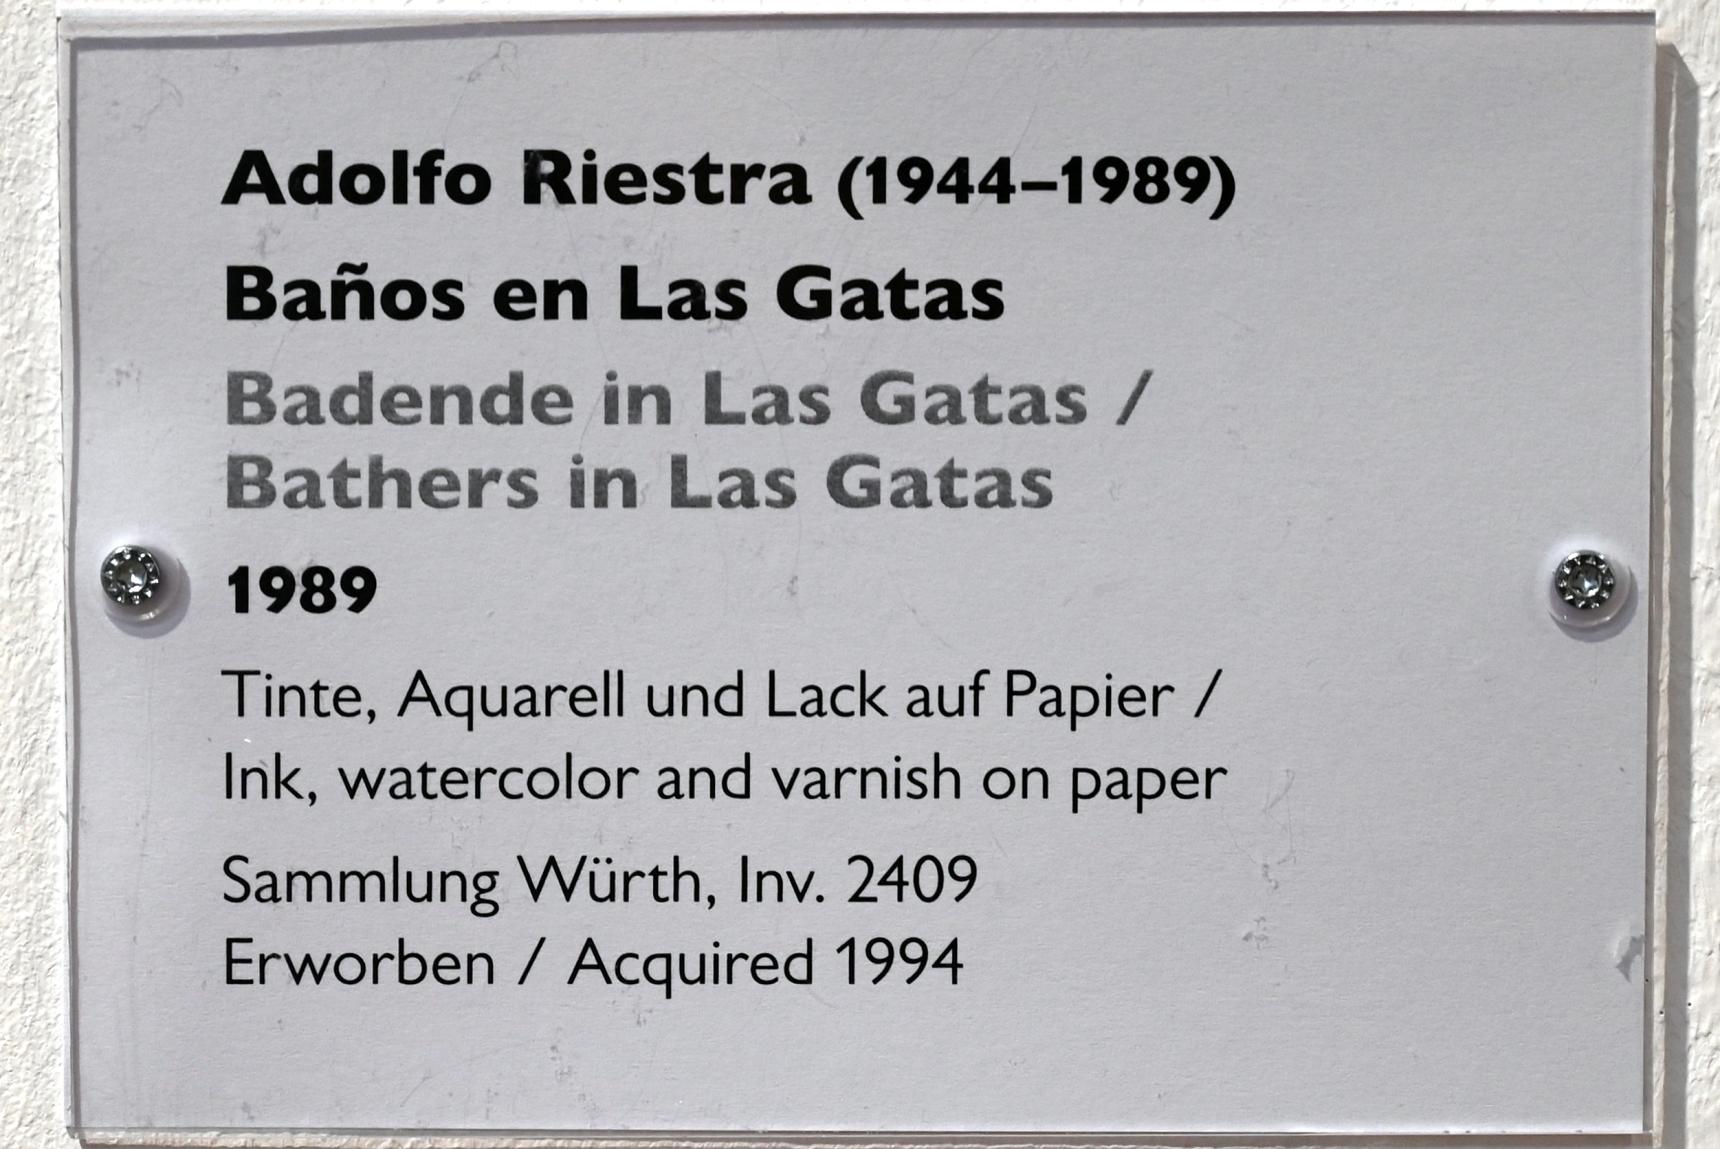 Adolfo Riestra (1944–1989)
Baños en Las Gatas
Badende in Las Gatas /
Bathers in Las Gatas
1989
Tinte, Aquarell und Lack auf Papier /
Ink, watercolor and varnish on paper
Sammlung Würth, Inv. 2409
Erworben / Acquired 1994